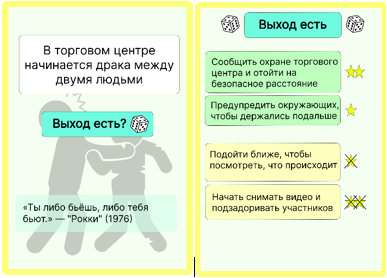 В торговом центре
начинается драка между
двумя людьми
Выход есть?
«Ты либо бьёшь, либо тебя
бьют.» — "Рокки" (1976)
Выход есть
Сообщить охране торгового
центра и отойти на
безопасное расстояние
Предупредить окружающих,
чтобы держались подальше
Подойти ближе, чтобы
посмотреть, что происходит
Начать снимать видео и
подзадоривать участников